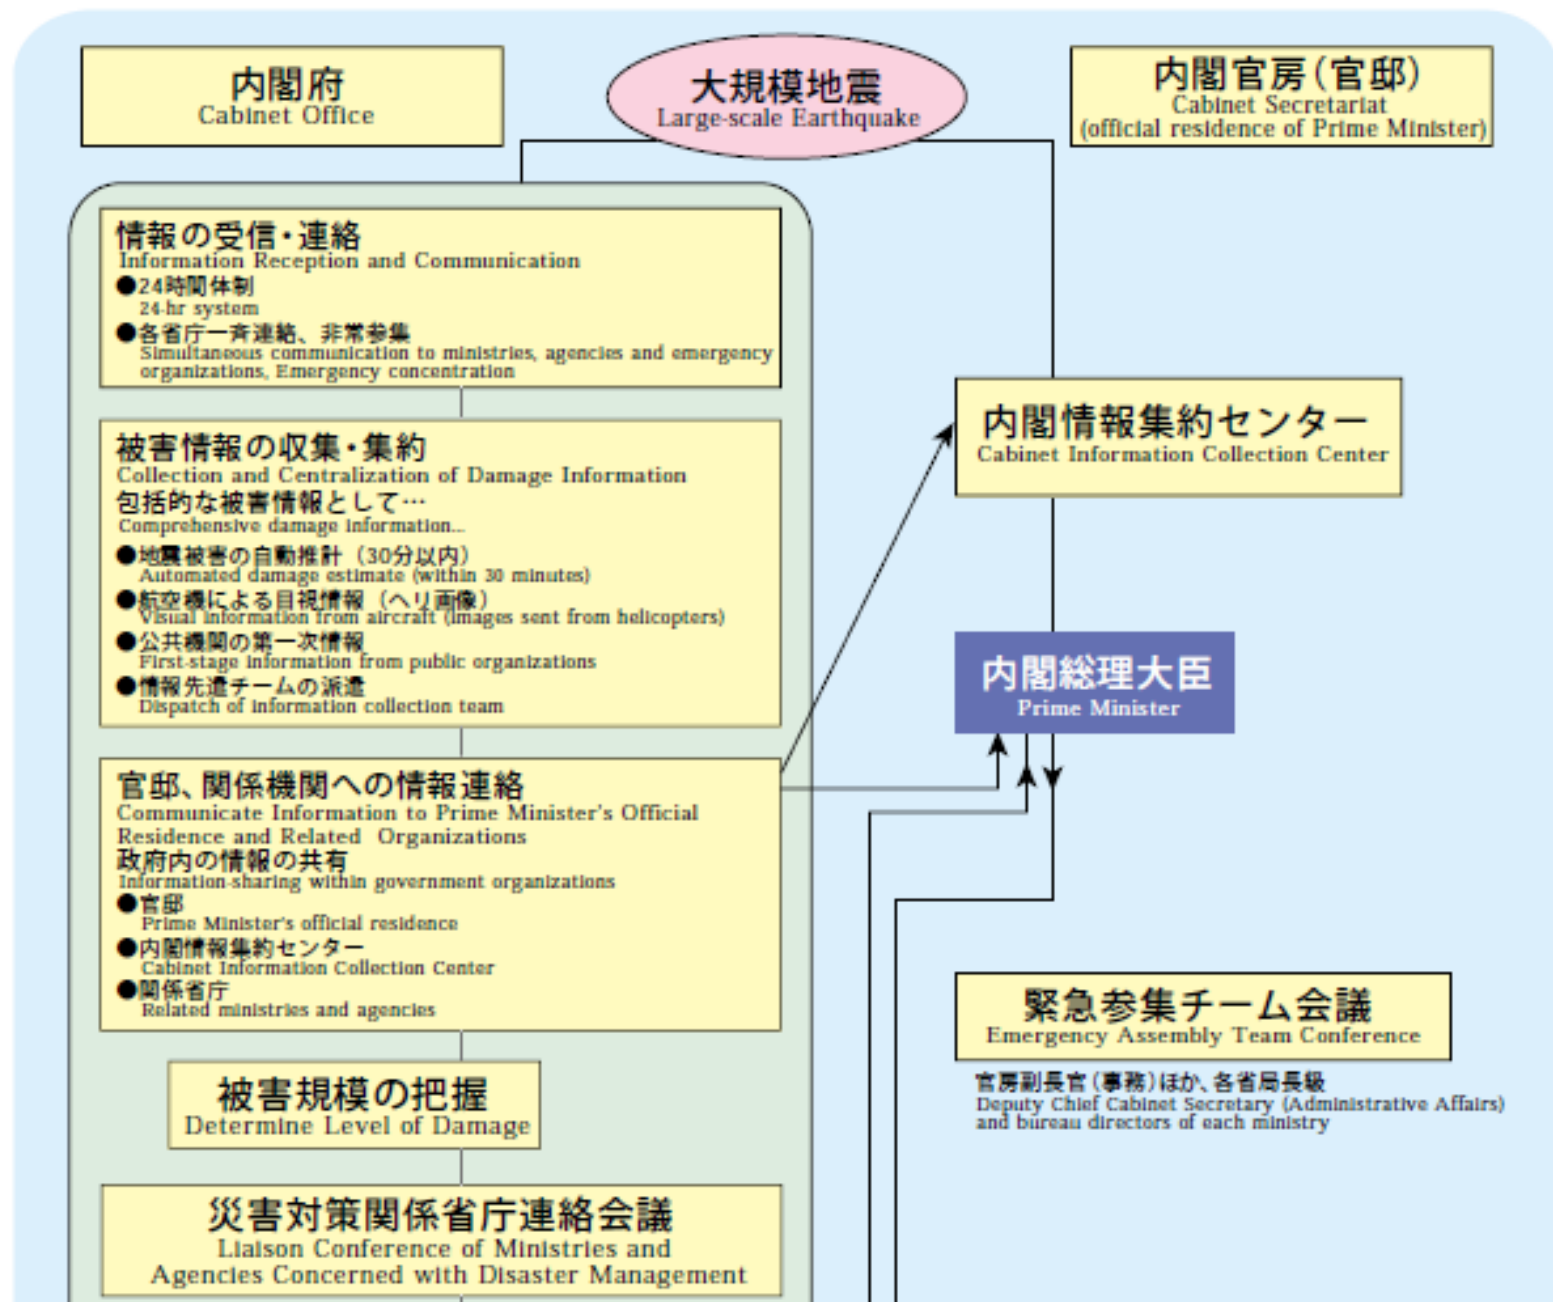 内閣府
Cabinet Office
大規模地震
Large-scale Earthquake
内閣官房（官邸）
Cabinet Secretariat
(official residence of Prime Minister)
情報の受信・連絡
Information Reception and Communication
●24時間体制
24-hr system
●各省庁一斉連絡、非常参集
Simultaneous communication to ministries, agencies and emergency
organizations, Emergency concentration
被害情報の収集・集約
Collection and Centralization of Damage Information
包括的な被害情報として…
Comprehensive damage information...
●地震被害の自動推計（30分以内）
Automated damage estimate (within 30 minutes)
●航空機による目視情報（ヘリ画像）
Visual information from aircraft (images sent from helicopters)
●公共機関の第一次情報
First-stage information from public organizations
●情報先遣チームの派遣
Dispatch of information collection team
官邸、関係機関への情報連絡
Communicate Information to Prime Minister's Official
Residence and Related Organizations
政府内の情報の共有
Information-sharing within government organizations
●官邸
Prime Minister's official residence
●内閣情報集約センター
Cabinet Information Collection Center
●関係省庁
Related ministries and agencies
被害規模の把握
Determine Level of Damage
災害対策関係省庁連絡会議
Liaison Conference of Ministries and
Agencies Concerned with Disaster Management
内閣情報集約センター
Cabinet Information Collection Center
内閣総理大臣
Prime Minister
緊急参集チーム会議
Emergency Assembly Team Conference
官房副長官（事務）ほか、各省局長級
Deputy Chief Cabinet Secretary (Administrative Affairs)
and bureau directors of each ministry